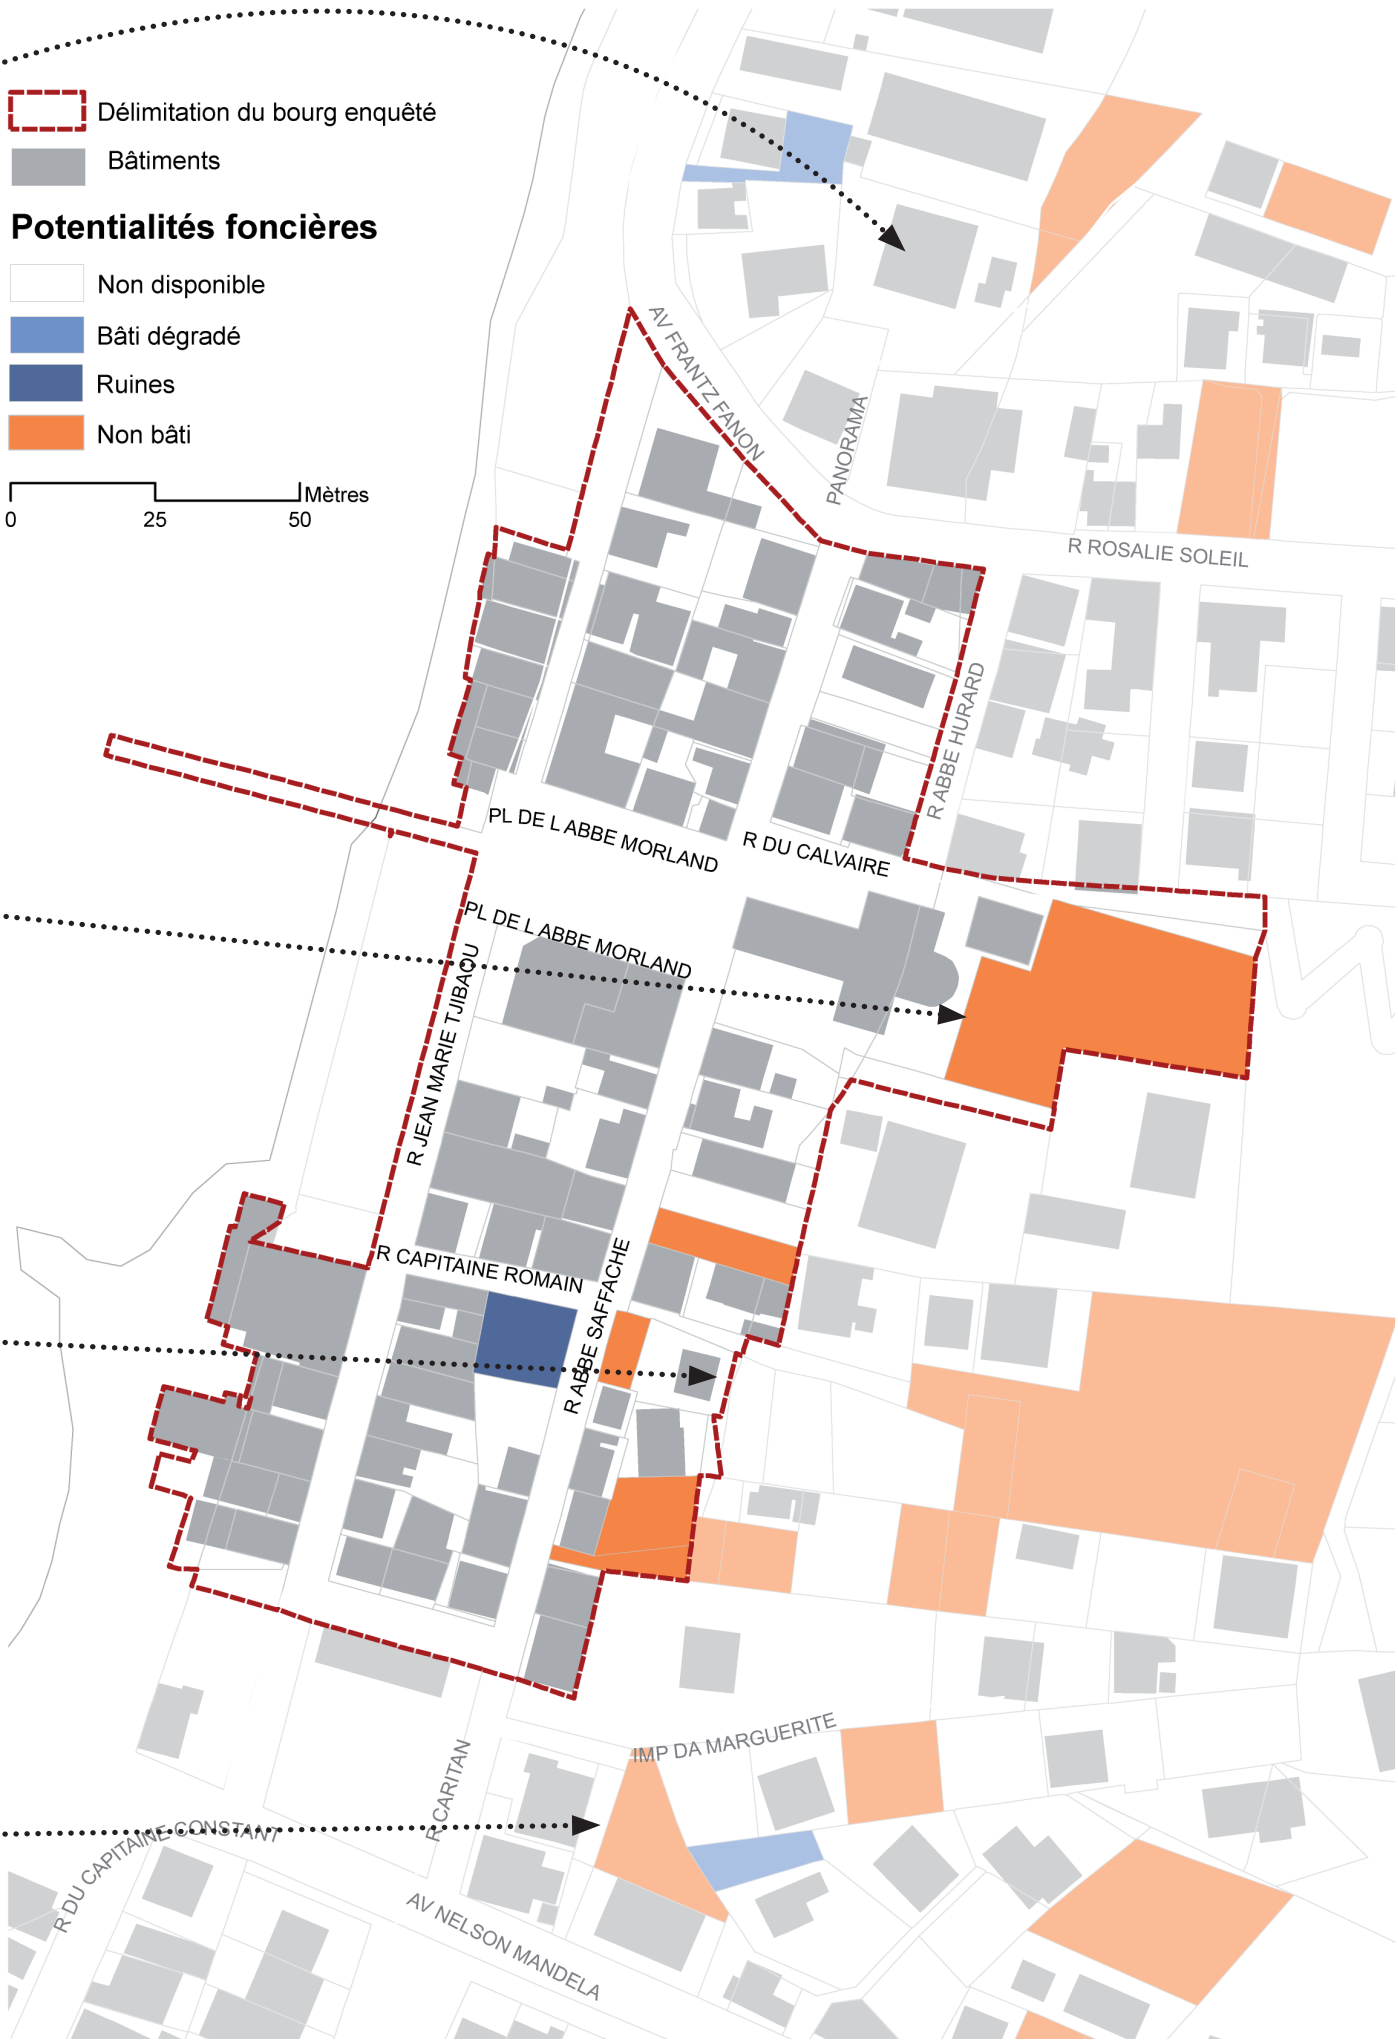 Délimitation du bourg enquêté
Bâtiments
Potentialités foncières
Non disponible
Bâti dégradé
Ruines
Non bâti
Mètres
0 25 50
AV FRANTZ FANON
PANORAMA
R ROSALIE SOLEIL
R ABBE HURARD
PL DE L ABBE MORLAND
R DU CALVAIRE
PL DE L ABBE MORLAND
R JEAN MARIE TJIBAOU
R CAPITAINE ROMAIN
R ABBE SAFFACHE
IMP DA MARGUERITE
R CARITAN
R DU CAPITAINE CONSTANT
AV NELSON MANDELA